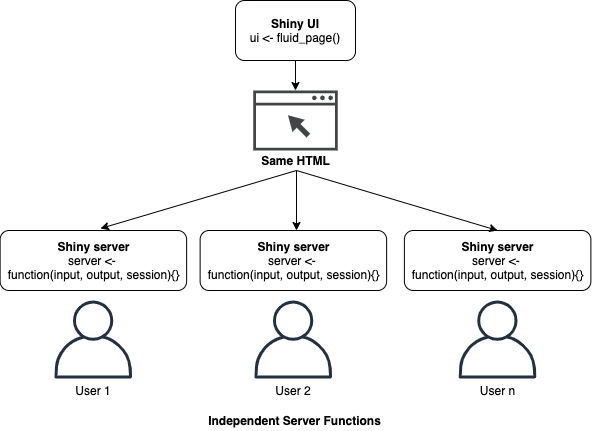 Shiny UI
ui <- fluid_page()
Same HTML
Shiny server
server <-
function(input, output, session){}
Shiny server
server <-
function(input, output, session){}
Shiny server
server <-
function(input, output, session){}
User 1
User 2
User n
Independent Server Functions